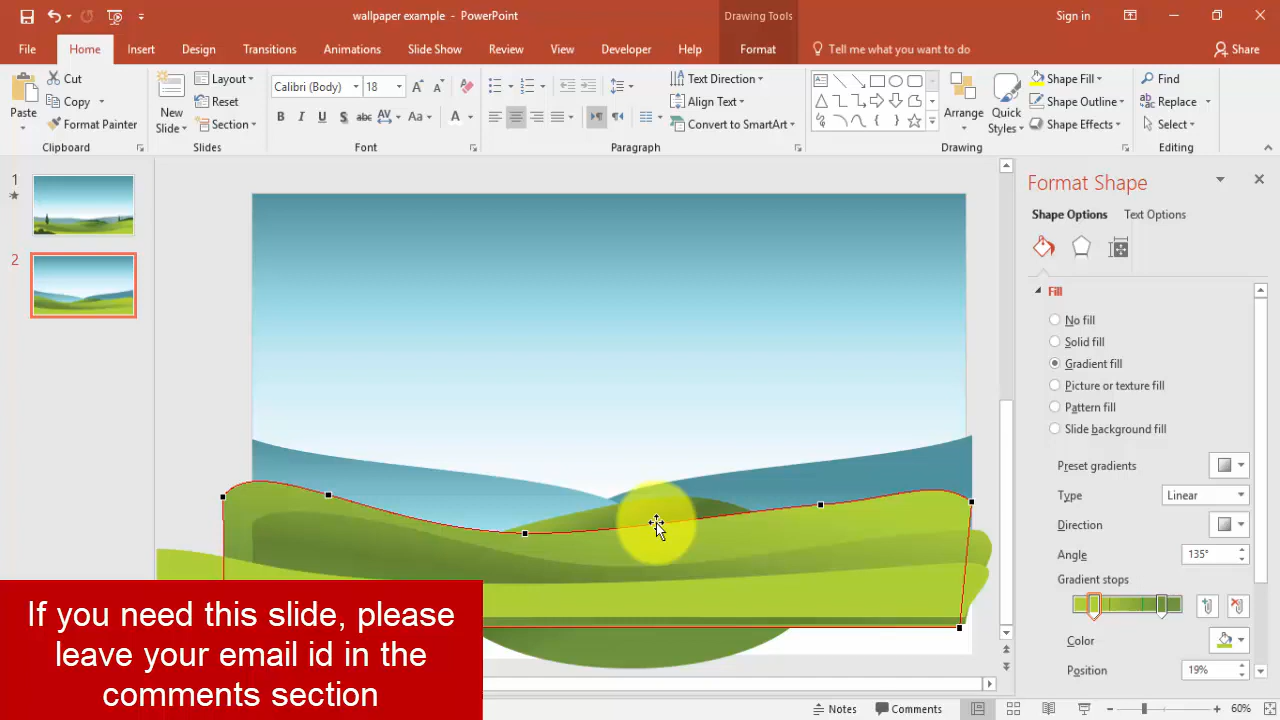 wallpaper example - PowerPoint
Drawing Tools
Sign in
File
Home
Insert
Design
Transitions
Animations
Slide Show
Review
View
Developer
Help
Format
Tell me what you want to do
Share
Paste
Cut
Copy
Format Painter
Clipboard
New
Slide
Layout
Reset
Section
Slides
Calibri (Body)
18
B I U S abc AV Aa A
Font
Text Direction
Align Text
Convert to SmartArt
Paragraph
Arrange
Quick
Styles
Shape Fill
Shape Outline
Shape Effects
Drawing
Find
Replace
Select
Editing
1
2
Format Shape
Shape Options
Text Options
Fill
No fill
Solid fill
Gradient fill
Picture or texture fill
Pattern fill
Slide background fill
Preset gradients
Type
Linear
Direction
Angle
135°
Gradient stops
Color
Position
19%
If you need this slide, please
leave your email id in the
comments section
Notes
Comments
60%